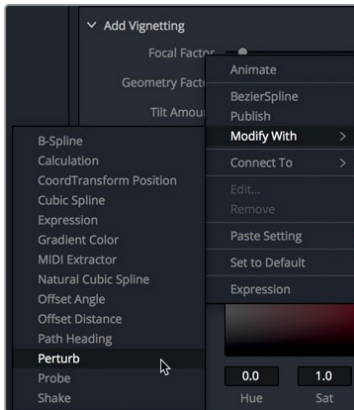 Add Vignetting
Focal Factor
Geometry Facto
Tilt Amou
Animate
BezierSpline
Publish
Modify With
Connect To
Edit...
Remove
Paste Setting
Set to Default
Expression
B-Spline
Calculation
CoordTransform Position
Cubic Spline
Expression
Gradient Color
MIDI Extractor
Natural Cubic Spline
Offset Angle
Offset Distance
Path Heading
Perturb
Probe
Shake
0.0 1.0
Hue Sat